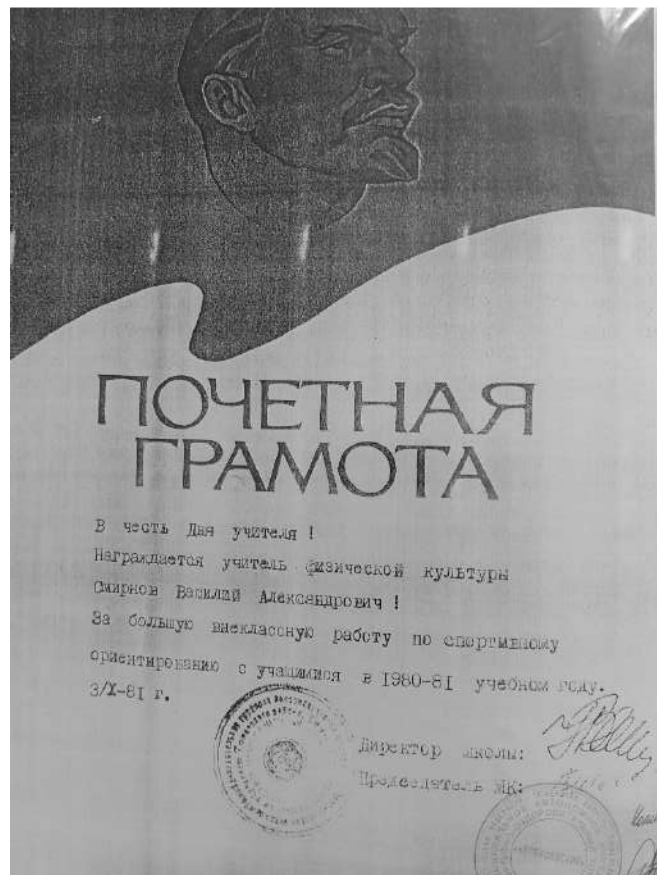 ПОЧЕТНАЯ
ГРАМОТА
В честь Дня учителя !
Награждается учитель физической культуры
Смирнов Василий Александрович !
За большую внеклассную работу по спортивному
ориентированию с учащимися в 1980-81 учебном году.
3/X-81 г.
Директор школы:
Председатель МК: